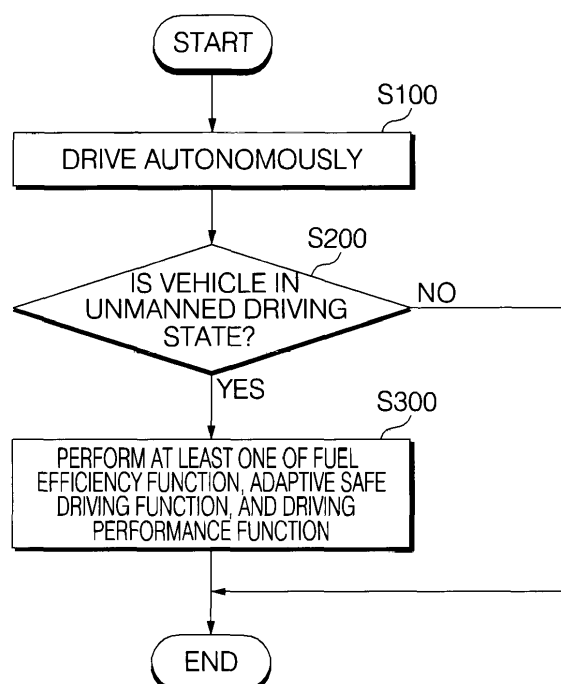 START
S100
DRIVE AUTONOMOUSLY
S200
IS VEHICLE IN
UNMANNED DRIVING
STATE?
NO
YES
S300
PERFORM AT LEAST ONE OF FUEL
EFFICIENCY FUNCTION, ADAPTIVE SAFE
DRIVING FUNCTION, AND DRIVING
PERFORMANCE FUNCTION
END